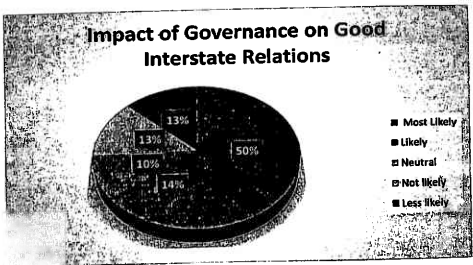 Impact of Governance on Good
Interstate Relations
13%
13%
50%
10%
14%
Most Likely
Likely
Neutral
Not likely
Less likely